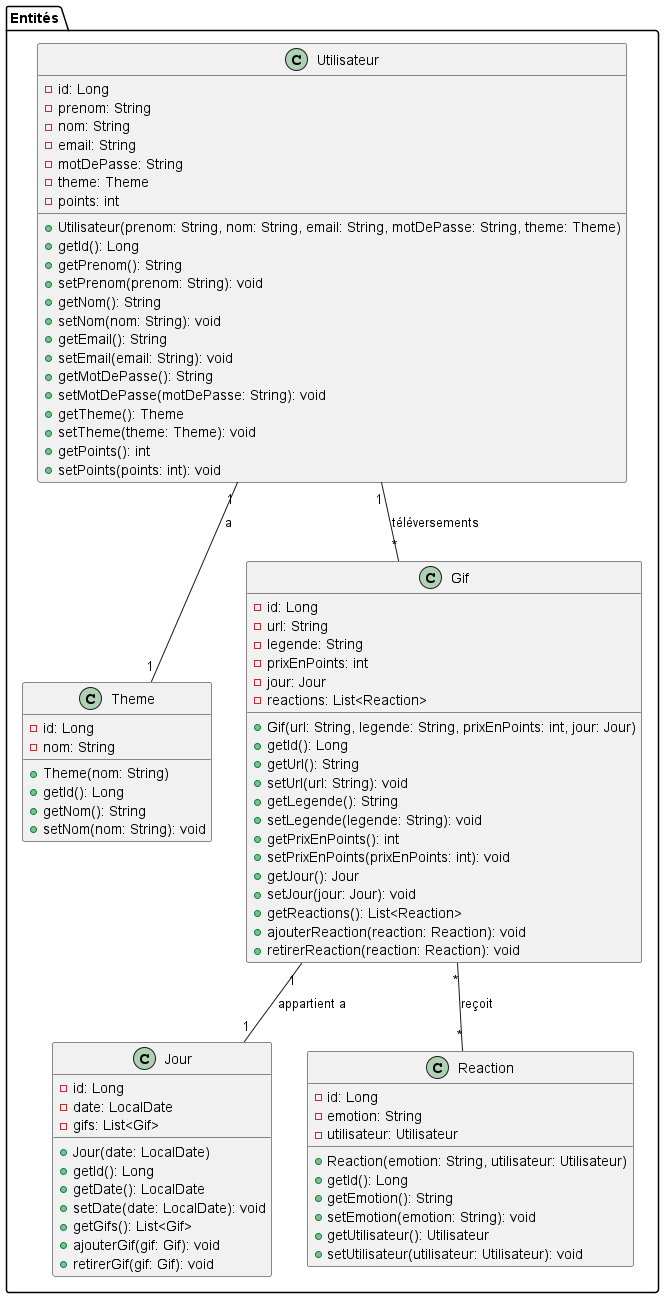 Entités
C Utilisateur
id: Long
prenom: String
nom: String
email: String
motDePasse: String
theme: Theme
points: int
Utilisateur(prenom: String, nom: String, email: String, motDePasse: String, theme: Theme)
getId(): Long
getPrenom(): String
setPrenom(prenom: String): void
getNom(): String
setNom(nom: String): void
getEmail(): String
setEmail(email: String): void
getMotDePasse(): String
setMotDePasse(motDePasse: String): void
getTheme(): Theme
setTheme(theme: Theme): void
getPoints(): int
setPoints(points: int): void
1
a
1
1
téléversements
*
C Theme
id: Long
nom: String
Theme(nom: String)
getId(): Long
getNom(): String
setNom(nom: String): void
C Gif
id: Long
url: String
legende: String
prixEnPoints: int
jour: Jour
reactions: List<Reaction>
Gif(url: String, legende: String, prixEnPoints: int, jour: Jour)
getId(): Long
getUrl(): String
setUrl(url: String): void
getLegende(): String
setLegende(legende: String): void
getPrixEnPoints(): int
setPrixEnPoints(prixEnPoints: int): void
getJour(): Jour
setJour(jour: Jour): void
getReactions(): List<Reaction>
ajouterReaction(reaction: Reaction): void
retirerReaction(reaction: Reaction): void
1
appartient a
1
*
reçoit
*
C Jour
id: Long
date: LocalDate
gifs: List<Gif>
Jour(date: LocalDate)
getId(): Long
getDate(): LocalDate
setDate(date: LocalDate): void
getGifs(): List<Gif>
ajouterGif(gif: Gif): void
retirerGif(gif: Gif): void
C Reaction
id: Long
emotion: String
utilisateur: Utilisateur
Reaction(emotion: String, utilisateur: Utilisateur)
getId(): Long
getEmotion(): String
setEmotion(emotion: String): void
getUtilisateur(): Utilisateur
setUtilisateur(utilisateur: Utilisateur): void